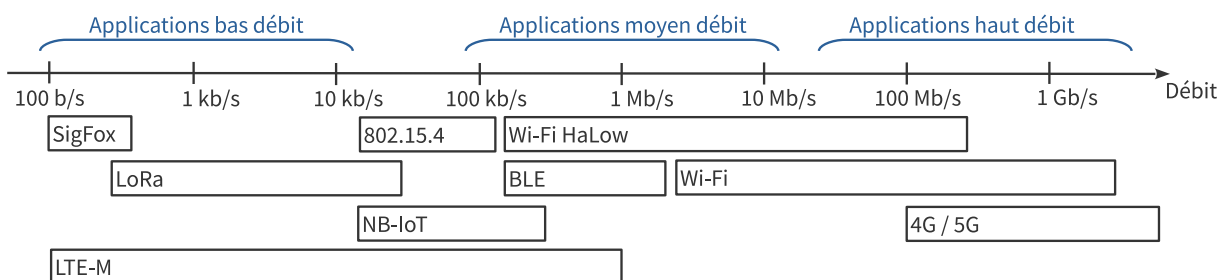 Applications bas débit
Applications moyen débit
Applications haut débit
100 b/s
1 kb/s
10 kb/s
100 kb/s
1 Mb/s
10 Mb/s
100 Mb/s
1 Gb/s
Débit
SigFox
802.15.4
Wi-Fi HaLow
LoRa
BLE
Wi-Fi
NB-IoT
4G / 5G
LTE-M